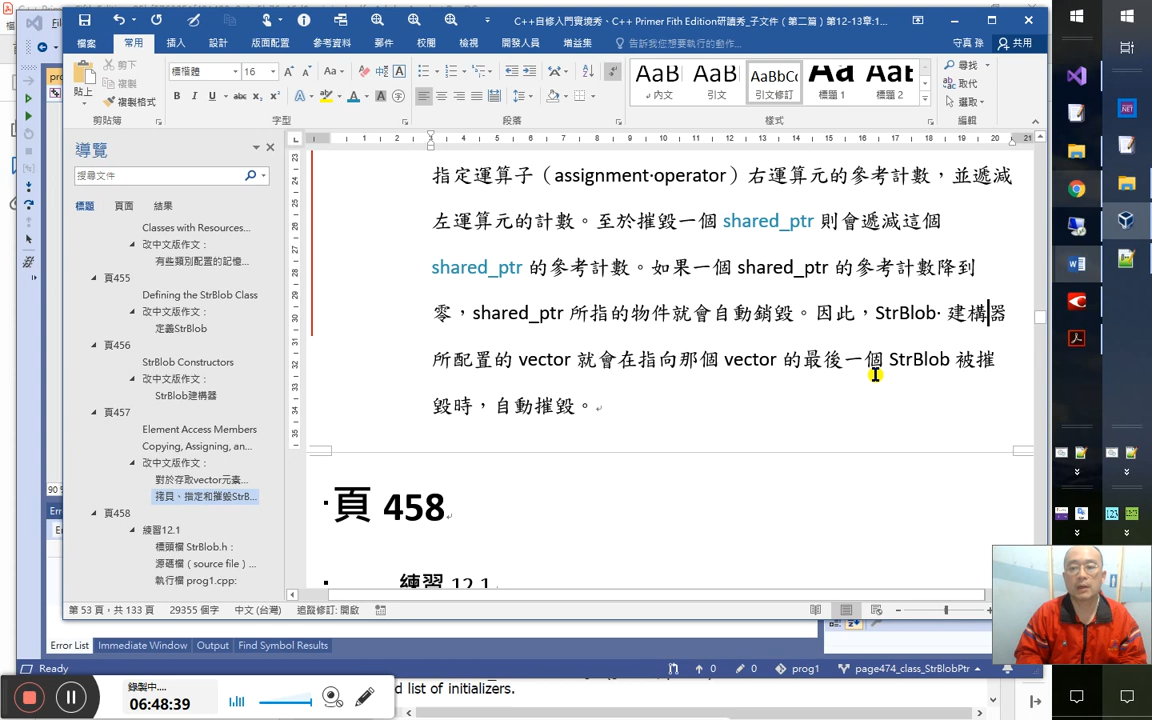 C++自修入門實境秀、C++ Primer Fith Edition研讀秀_子文件（第二篇）第12-13章:1...
檔案 常用 插入 設計 版面配置 參考資料 郵件 校閱 檢視 開發人員 增益集 告訴我您想要執行的動作... 守真 孫 共用
貼上 剪下 複製 複製格式
標楷體 16
AaBbC AaBbC AaBbCc AaB AaB
內文 引文 引文修訂 標題 1 標題 2
尋找 取代 選取
剪貼簿 字型 段落 樣式 編輯
導覽
搜尋文件
標題 頁面 結果
Classes with Resources...
改中文版作文：
有些類別配置的記憶...
頁455
Defining the StrBlob Class
改中文版作文：
定義StrBlob
頁456
StrBlob Constructors
改中文版作文：
StrBlob建構器
頁457
Element Access Members
Copying, Assigning, an...
改中文版作文：
對於存取vector元素...
拷貝、指定和摧毀StrB...
頁458
練習12.1
標頭檔 StrBlob.h：
源碼檔（source file）...
執行檔 prog1.cpp:
指定運算子（assignment·operator）右運算元的參考計數，並遞減
左運算元的計數。至於摧毀一個 shared_ptr 則會遞減這個
shared_ptr 的參考計數。如果一個 shared_ptr 的參考計數降到
零，shared_ptr 所指的物件就會自動銷毀。因此，StrBlob· 建構器
所配置的 vector 就會在指向那個 vector 的最後一個 StrBlob 被摧
毀時，自動摧毀。
頁 458
練習 12.1
第 53 頁，共 133 頁 29355 個字 中文 (台灣) 追蹤修訂: 開啟
Error List Immediate Window Output Find Symbol Results
Ready 0 0 prog1 page474_class_StrBlobPtr
錄製中....
06:48:39
d list of initializers.